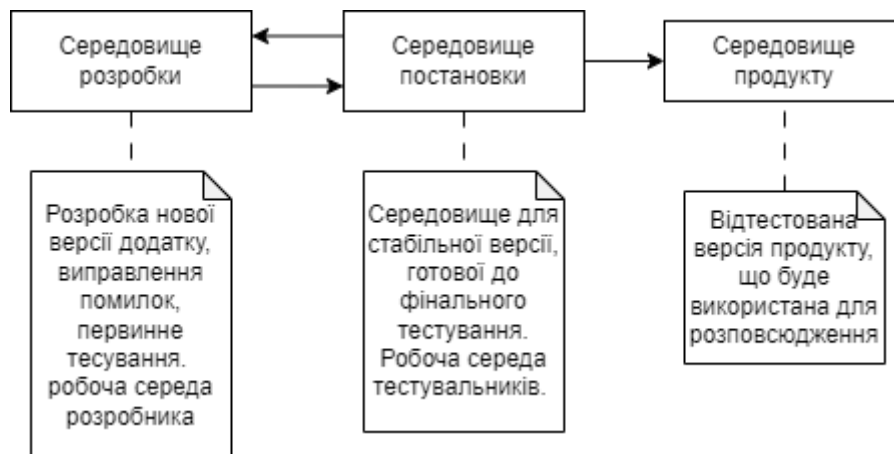 Середовище
розробки
Середовище
постановки
Середовище
продукту
Розробка нової
версії додатку,
виправлення
помилок,
первинне
тесування.
робоча середа
розробника
Середовище для
стабільної версії,
готової до
фінального
тестування.
Робоча середа
тестувальників.
Відтестована
версія продукту,
що буде
використана для
розповсюдження